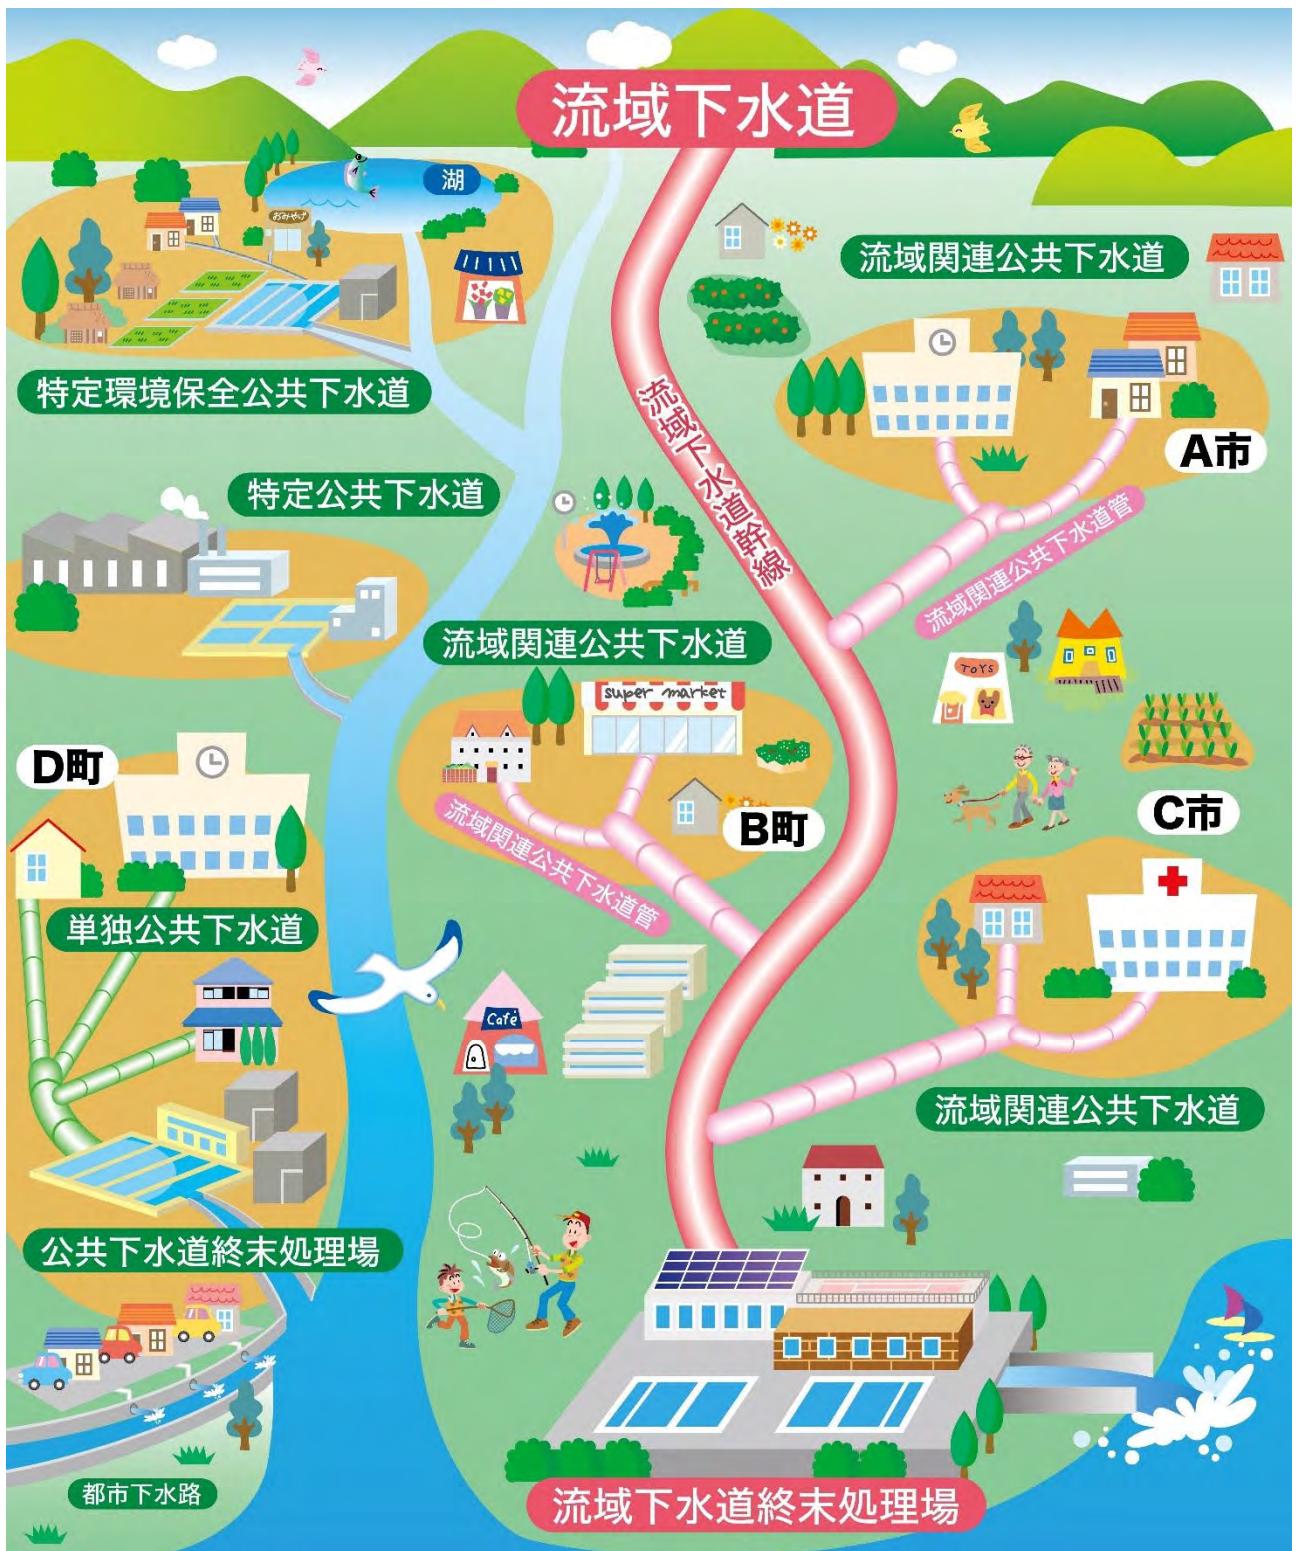 流域下水道
湖
おみやげ
流域関連公共下水道
特定環境保全公共下水道
流域下水道幹線
A市
特定公共下水道
流域関連公共下水道管
流域関連公共下水道
TOYS
super market
D町
C市
B町
流域関連公共下水道管
単独公共下水道
Café
流域関連公共下水道
公共下水道終末処理場
都市下水路
流域下水道終末処理場